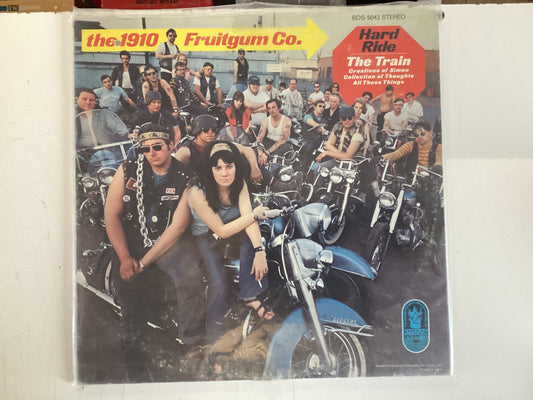 BDS 5043 STEREO
the 1910 Fruitgum Co.
Hard
Ride
The Train
Creations of Simon
Collection of Thoughts
All These Things